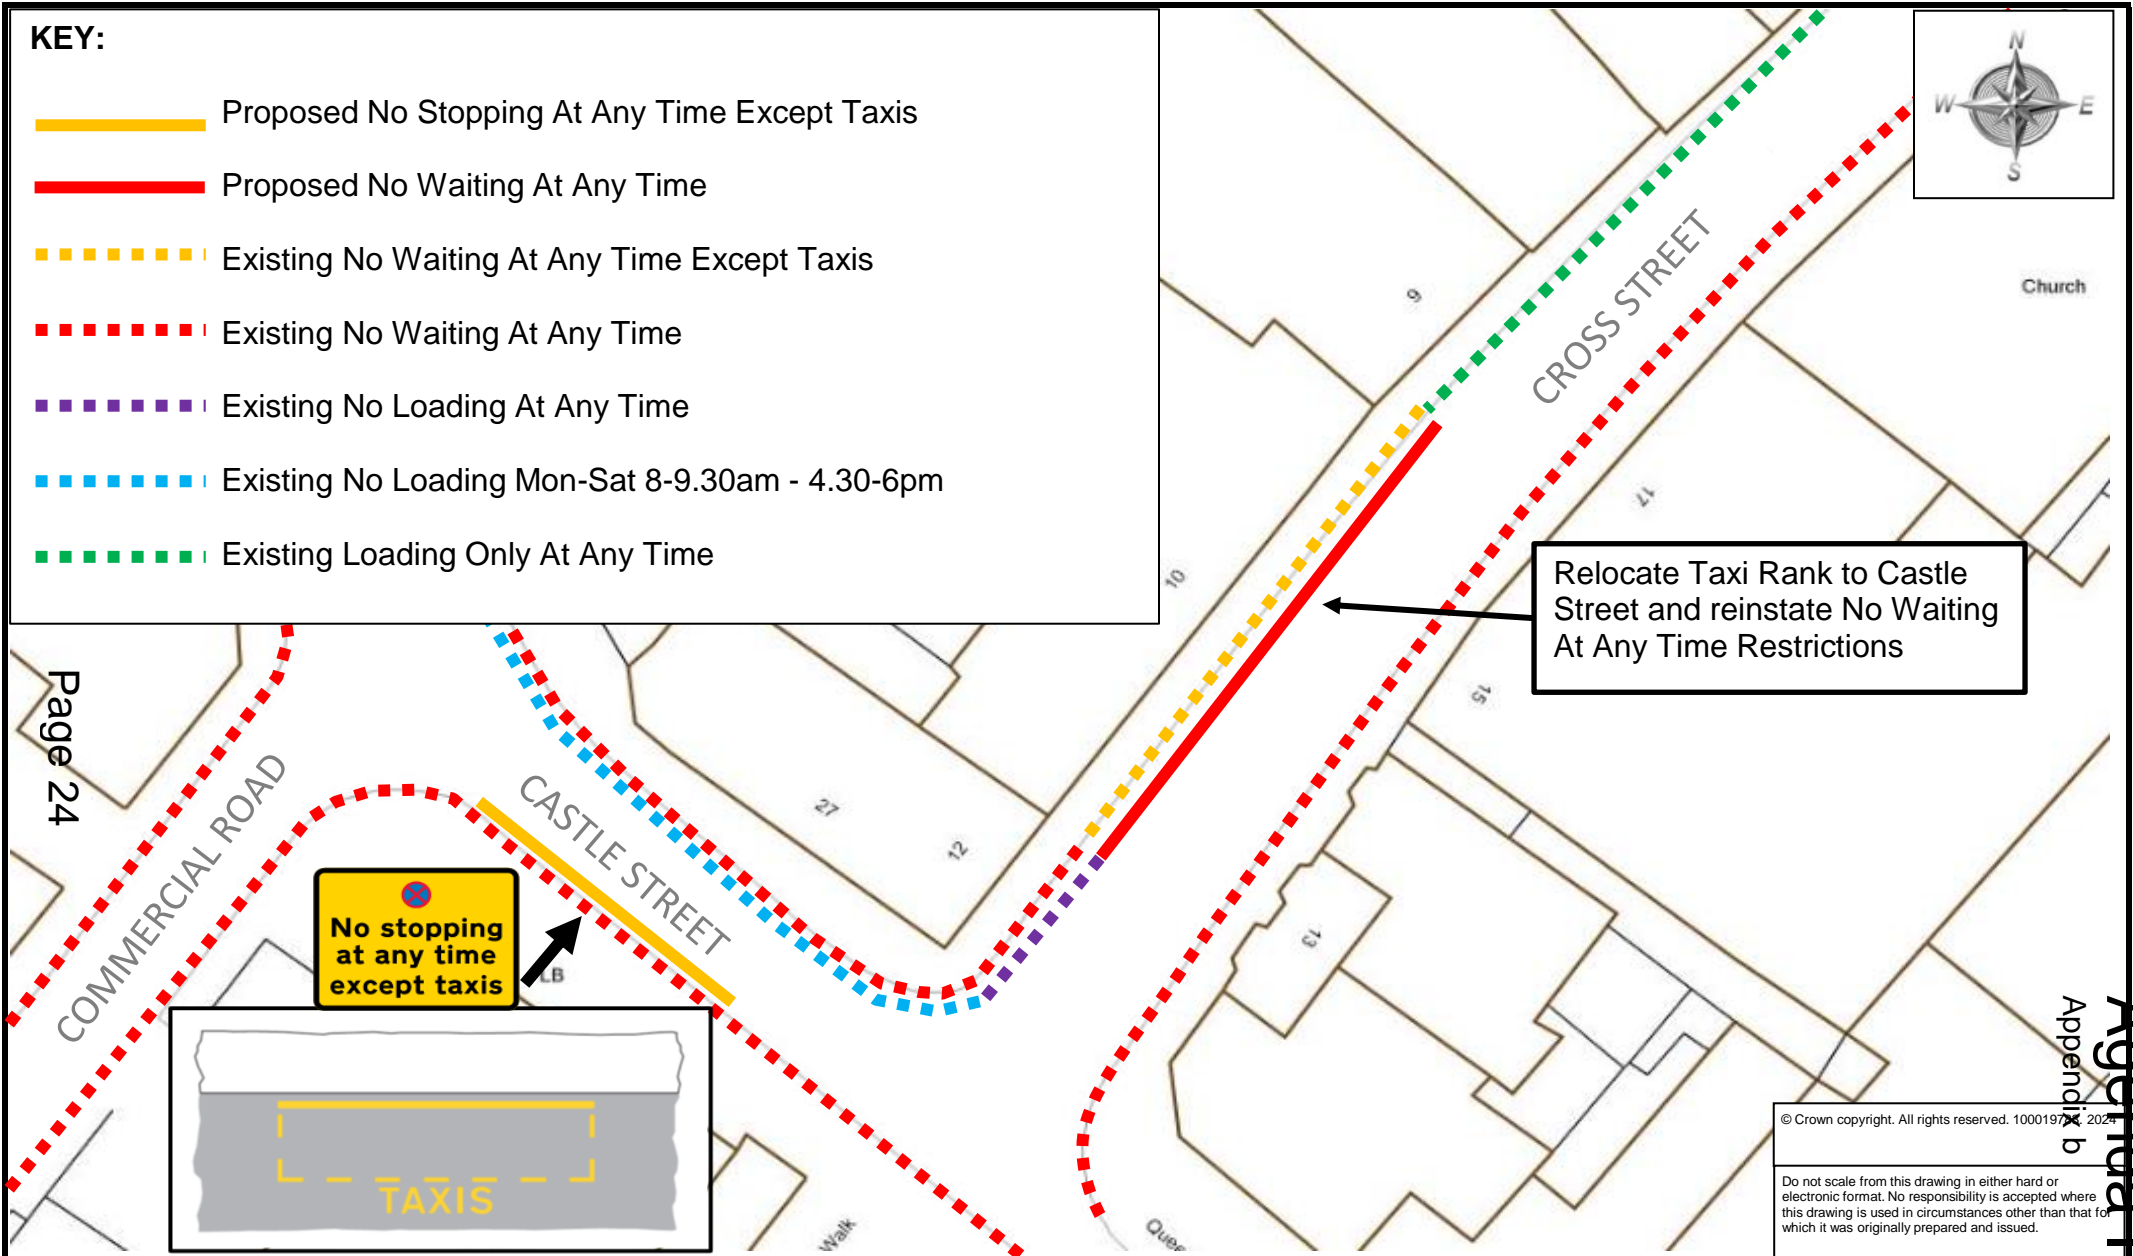 KEY:
Proposed No Stopping At Any Time Except Taxis
Proposed No Waiting At Any Time
Existing No Waiting At Any Time Except Taxis
Existing No Waiting At Any Time
Existing No Loading At Any Time
Existing No Loading Mon-Sat 8-9.30am - 4.30-6pm
Existing Loading Only At Any Time
N
W
E
S
Church
CROSS STREET
9
17
10
Relocate Taxi Rank to Castle
Street and reinstate No Waiting
At Any Time Restrictions
15
Page 24
COMMERCIAL ROAD
CASTLE STREET
27
12
13
No stopping
at any time
except taxis
LB
TAXIS
Walk
Appendix b
© Crown copyright. All rights reserved. 2024
Do not scale from this drawing in either hard or
electronic format. No responsibility is accepted where
this drawing is used in circumstances other than that for
which it was originally prepared and issued.